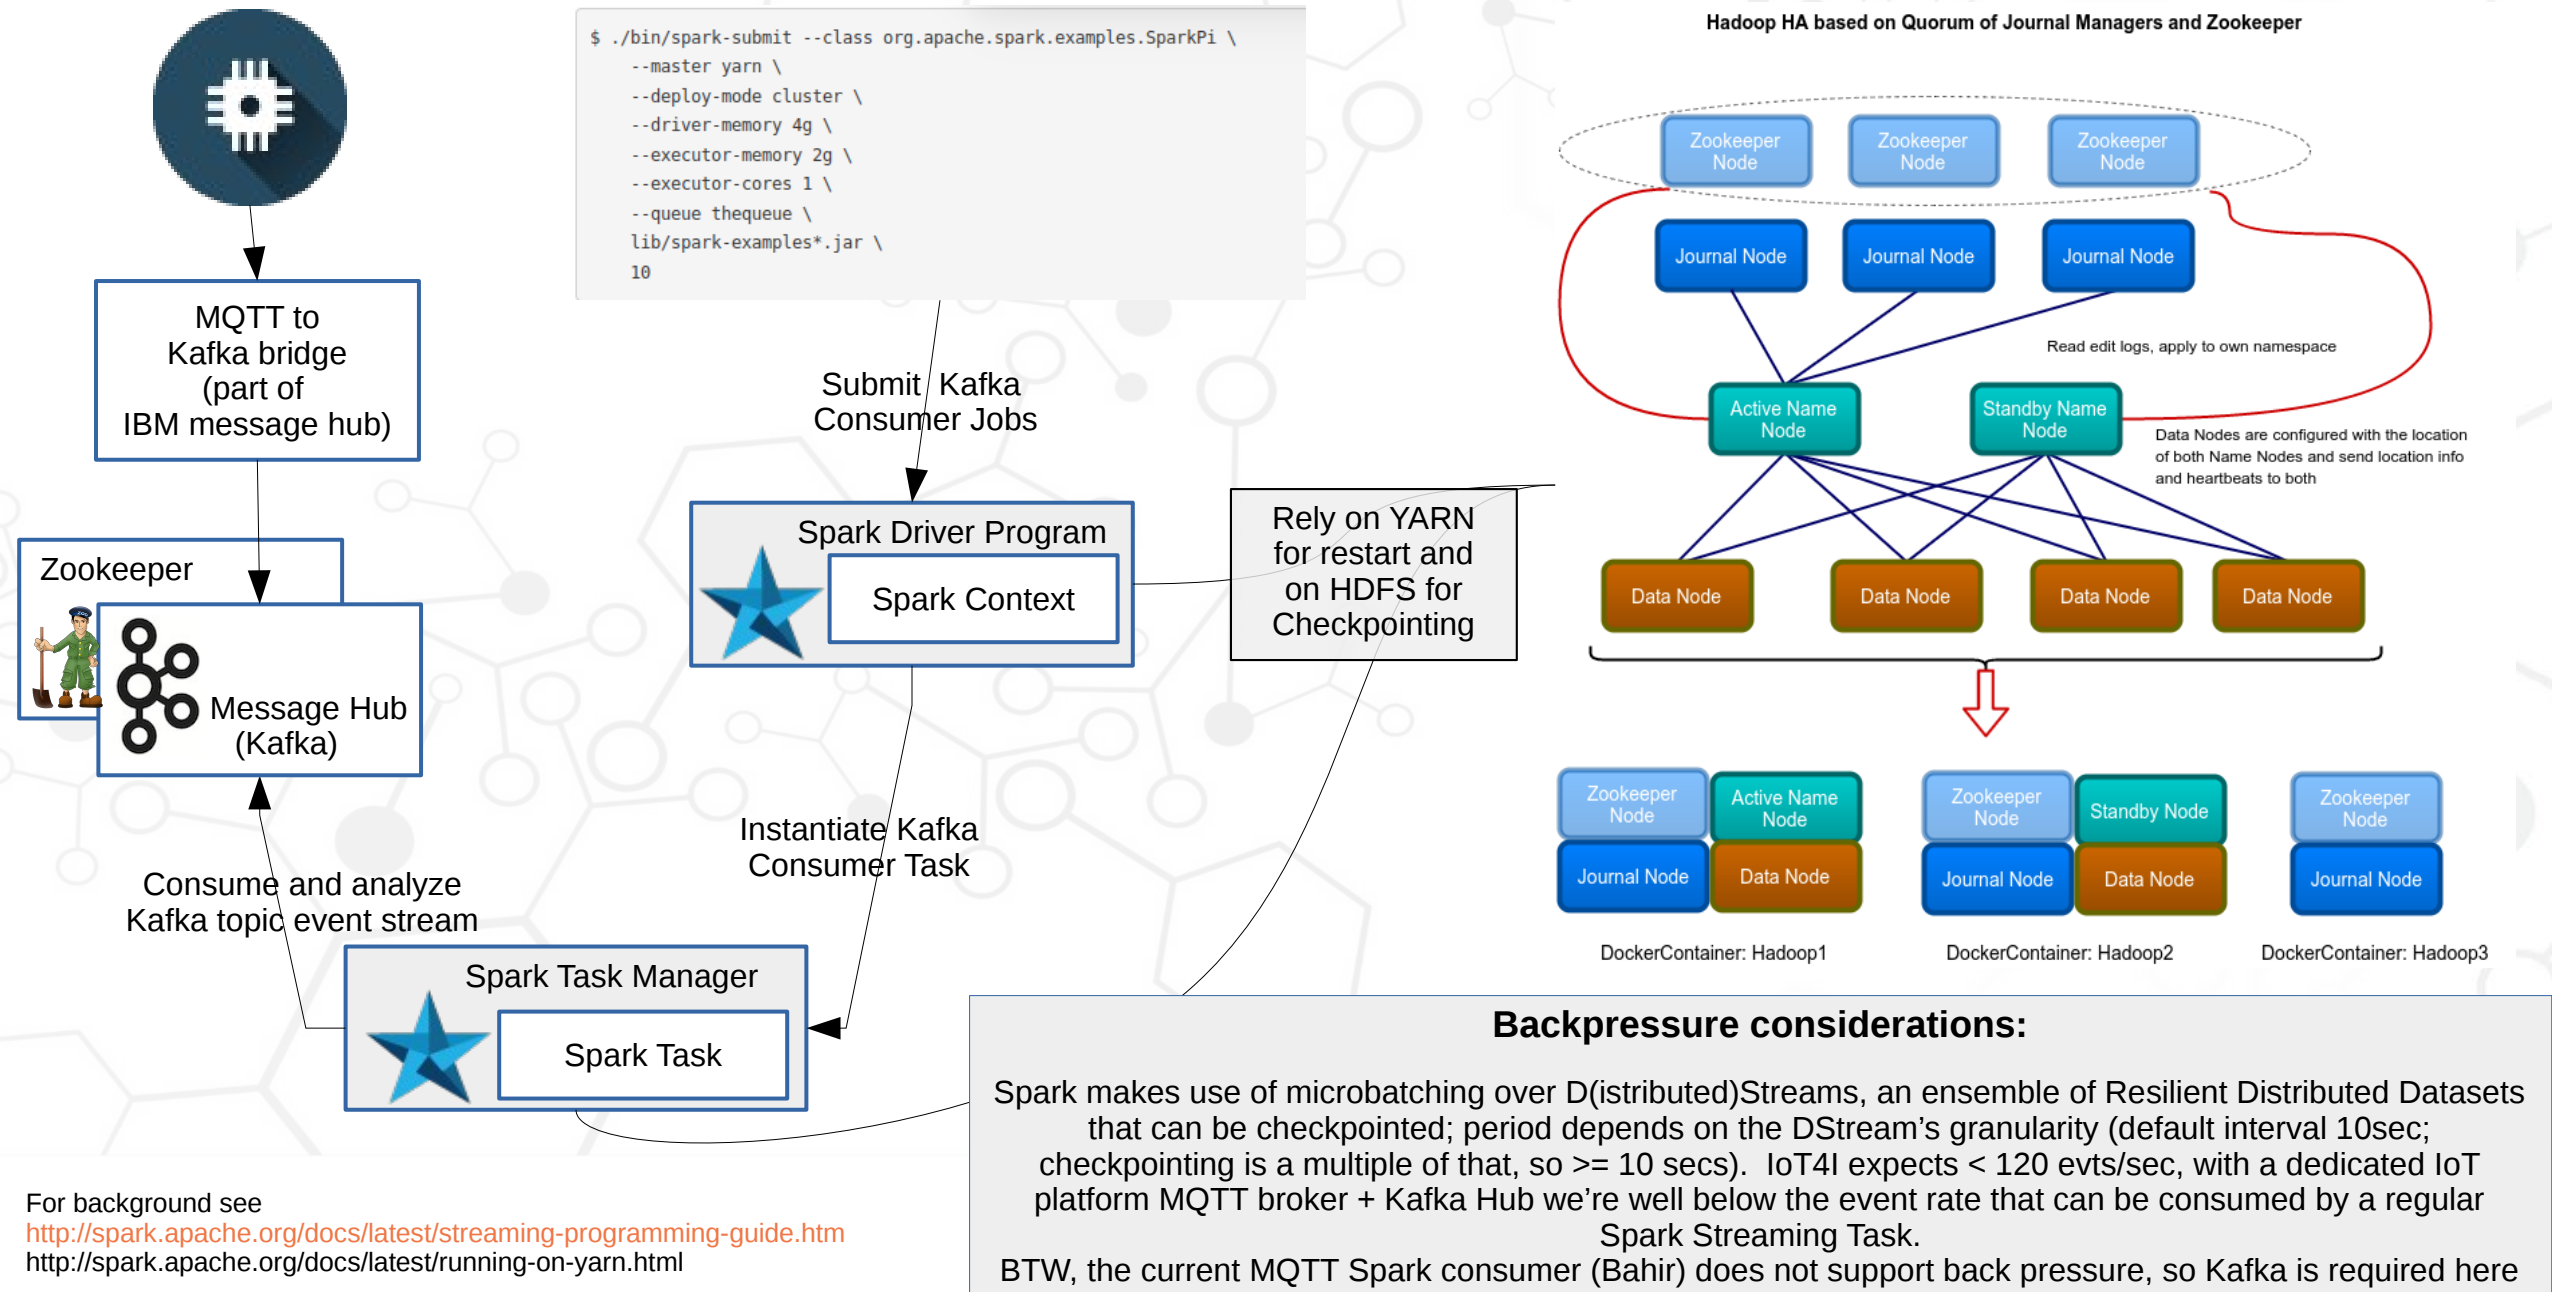 $ ./bin/spark-submit --class org.apache.spark.examples.SparkPi \
--master yarn \
--deploy-mode cluster \
--driver-memory 4g \
--executor-memory 2g \
--executor-cores 1 \
--queue thequeue \
lib/spark-examples*.jar \
10
MQTT to
Kafka bridge
(part of
IBM message hub)
Zookeeper
Message Hub
(Kafka)
Submit  Kafka
Consumer Jobs
Spark Driver Program
Spark Context
Instantiate Kafka
Consumer Task
Consume and analyze
Kafka topic event stream
Spark Task Manager
Spark Task
Rely on YARN
for restart and
on HDFS for
Checkpointing
Hadoop HA based on Quorum of Journal Managers and Zookeeper
Zookeeper
Node
Zookeeper
Node
Zookeeper
Node
Journal Node
Journal Node
Journal Node
Read edit logs, apply to own namespace
Active Name
Node
Standby Name
Node
Data Nodes are configured with the location
of both Name Nodes and send location info
and heartbeats to both
Data Node
Data Node
Data Node
Data Node
Zookeeper
Node
Active Name
Node
Journal Node
Data Node
DockerContainer: Hadoop1
Zookeeper
Node
Standby Node
Journal Node
Data Node
DockerContainer: Hadoop2
Zookeeper
Node
Journal Node
DockerContainer: Hadoop3
Backpressure considerations:
Spark makes use of microbatching over D(istributed)Streams, an ensemble of Resilient Distributed Datasets
that can be checkpointed; period depends on the DStream’s granularity (default interval 10sec;
checkpointing is a multiple of that, so >= 10 secs).  IoT4I expects < 120 evts/sec, with a dedicated IoT
platform MQTT broker + Kafka Hub we’re well below the event rate that can be consumed by a regular
Spark Streaming Task.
BTW, the current MQTT Spark consumer (Bahir) does not support back pressure, so Kafka is required here
For background see
http://spark.apache.org/docs/latest/streaming-programming-guide.htm
http://spark.apache.org/docs/latest/running-on-yarn.html